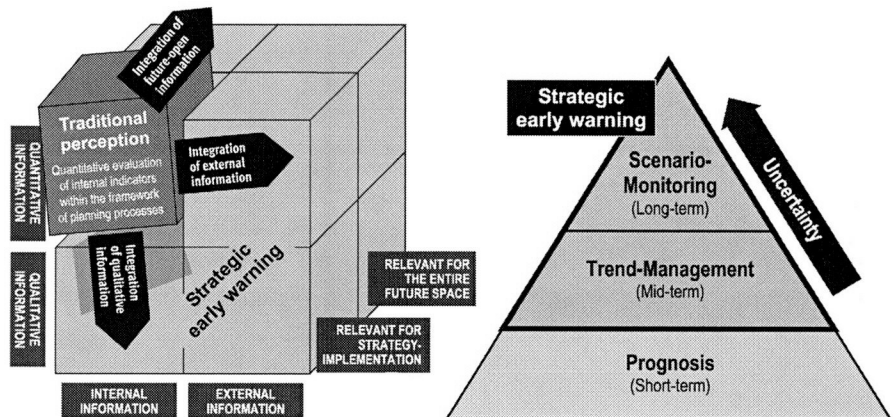 Integration of
future-open
information
Traditional
perception
Quantitative evaluation
of internal indicators
within the framework
of planning processes
Integration
of external
information
Integration
of qualitative
information
Strategic
early warning
QUANTITATIVE
INFORMATION
QUALITATIVE
INFORMATION
INTERNAL
INFORMATION
EXTERNAL
INFORMATION
RELEVANT FOR
THE ENTIRE
FUTURE SPACE
RELEVANT FOR
STRATEGY-
IMPLEMENTATION
Strategic
early warning
Uncertainty
Scenario-
Monitoring
(Long-term)
Trend-Management
(Mid-term)
Prognosis
(Short-term)